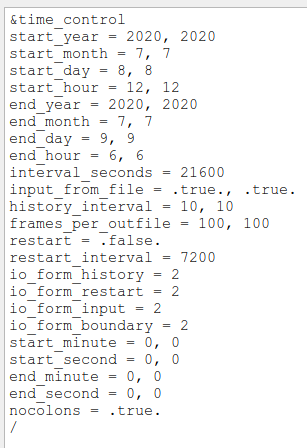 &time_control
start_year = 2020, 2020
start_month = 7, 7
start_day = 8, 8
start_hour = 12, 12
end_year = 2020, 2020
end_month = 7, 7
end_day = 9, 9
end_hour = 6, 6
interval_seconds = 21600
input_from_file = .true., .true.
history_interval = 10, 10
frames_per_outfile = 100, 100
restart = .false.
restart_interval = 7200
io_form_history = 2
io_form_restart = 2
io_form_input = 2
io_form_boundary = 2
start_minute = 0, 0
start_second = 0, 0
end_minute = 0, 0
end_second = 0, 0
nocolons = .true.
/